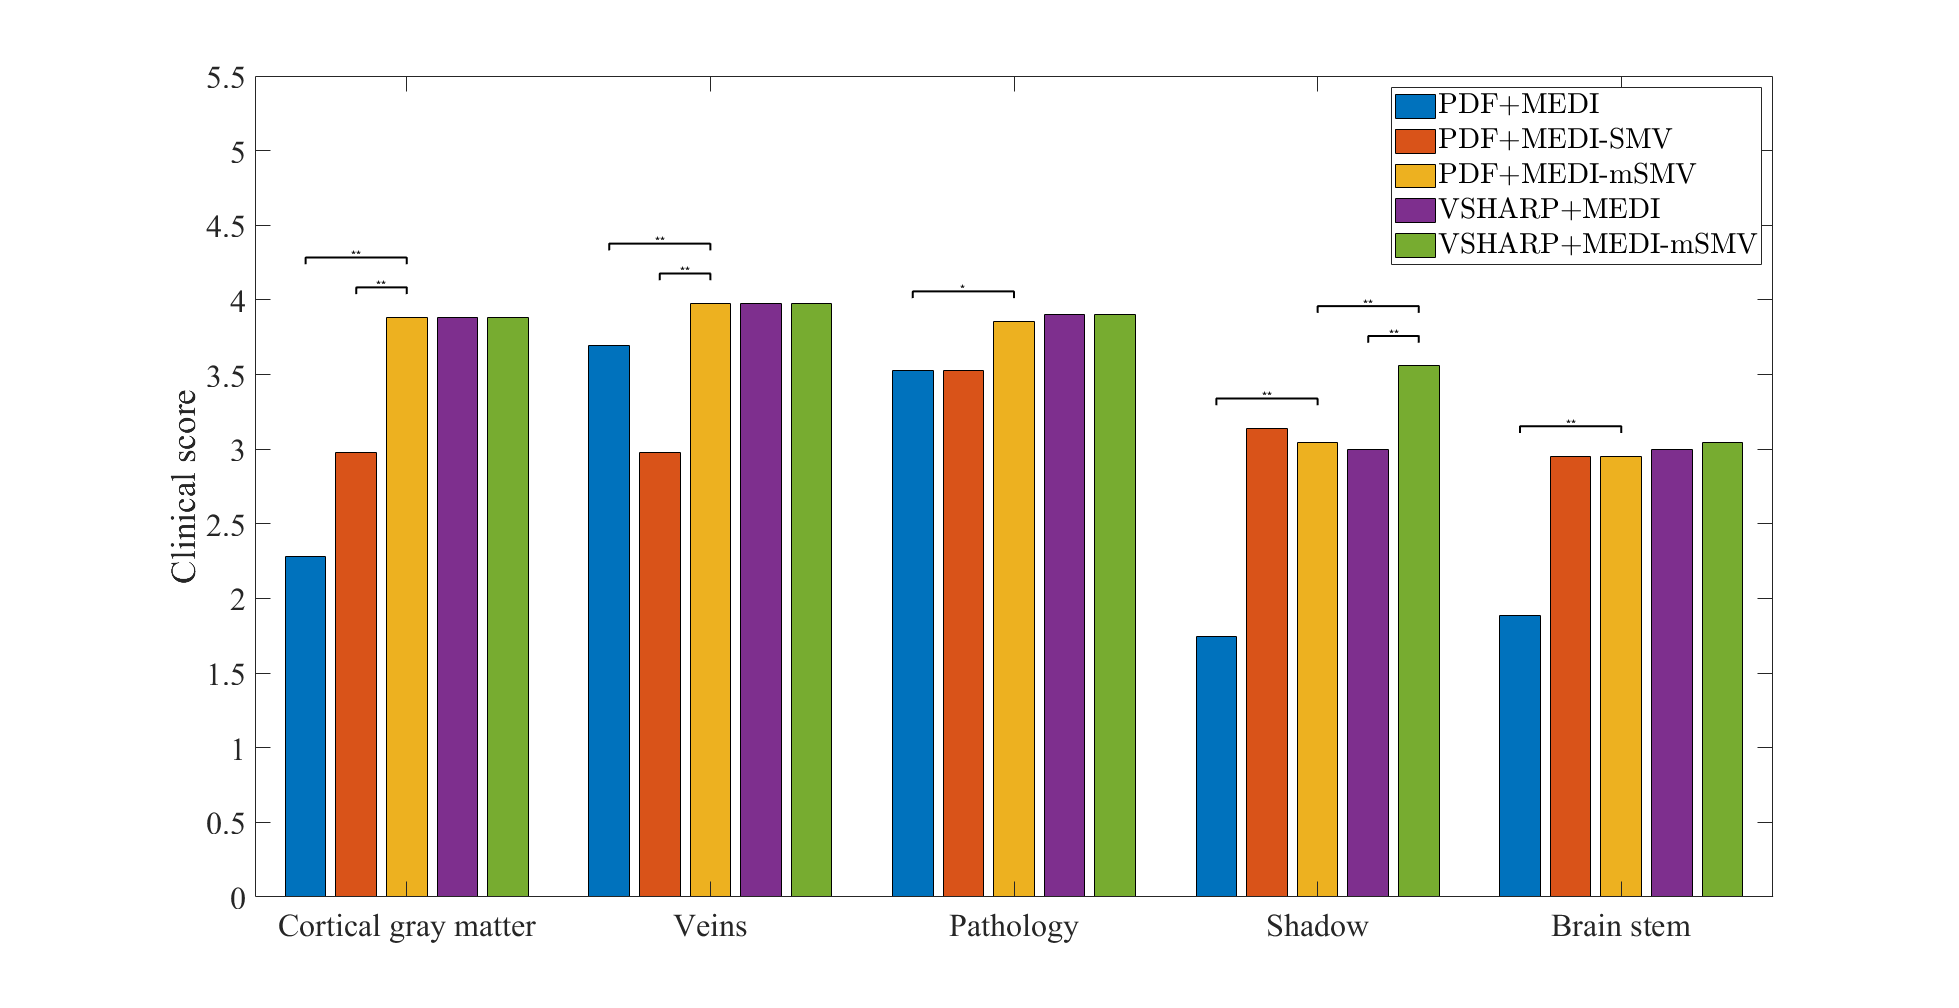 5.5
5
4.5
4
3.5
3
2.5
2
1.5
1
0.5
0
Clinical score
PDF+MEDI
PDF+MEDI-SMV
PDF+MEDI-mSMV
VSHARP+MEDI
VSHARP+MEDI-mSMV
**
**
**
**
*
**
**
**
**
Cortical gray matter
Veins
Pathology
Shadow
Brain stem